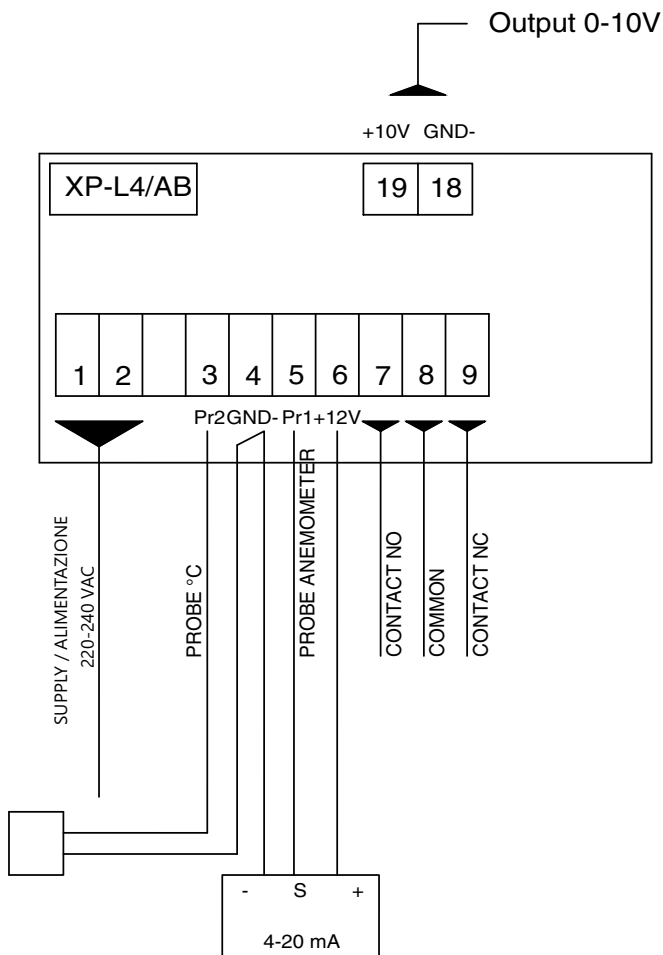 Output 0-10V
+10V GND-
XP-L4/AB
19 18
1 2 3 4 5 6 7 8 9
Pr2GND-Pr1+12V
SUPPLY / ALIMENTAZIONE
220-240 VAC
PROBE °C
PROBE ANEMOMETER
CONTACT NO
COMMON
CONTACT NC
- S +
4-20 mA